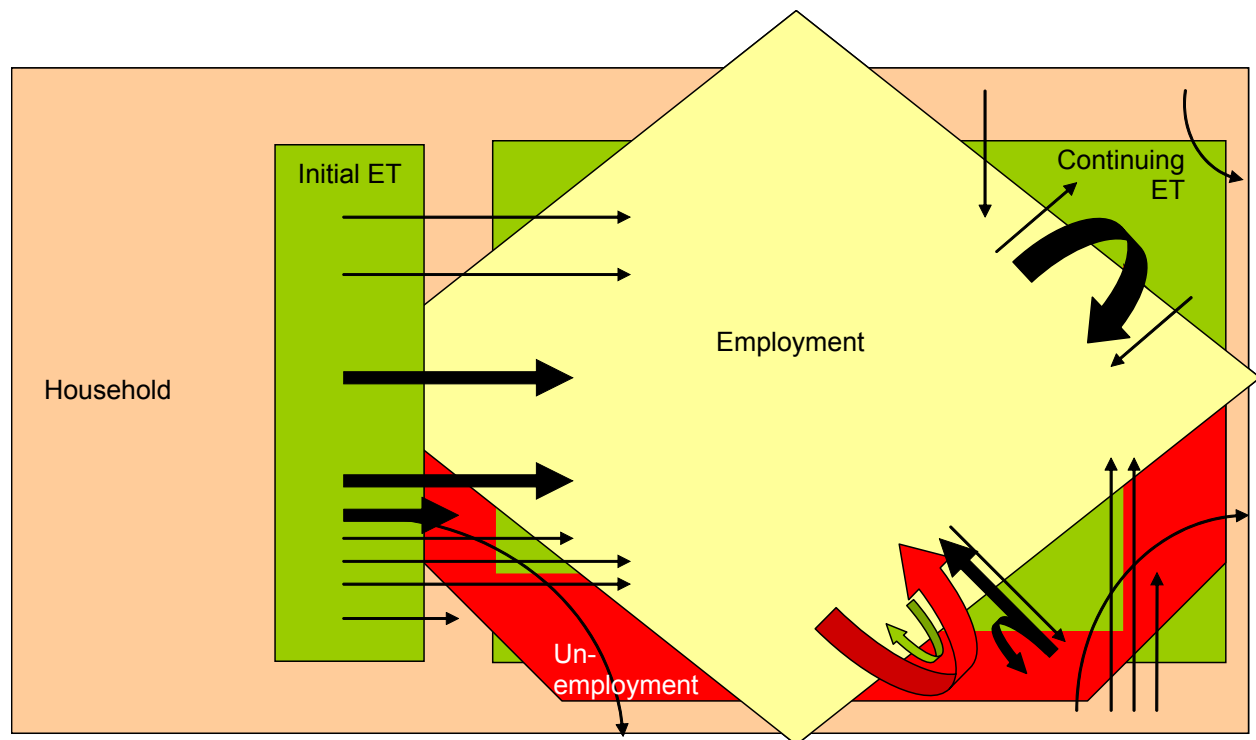 Initial ET
Continuing
ET
Employment
Household
Un-
employment